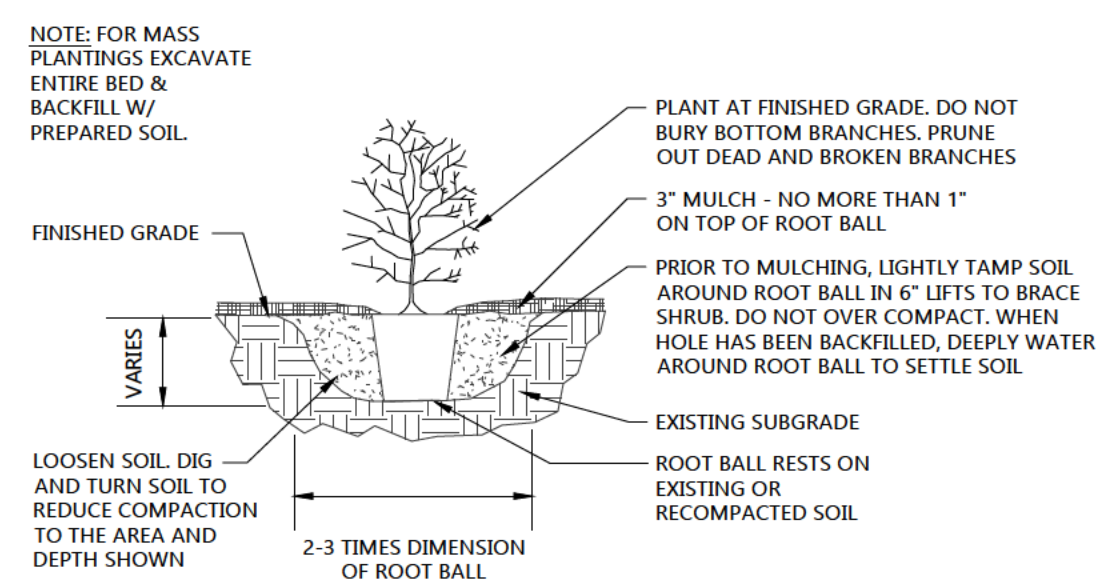 NOTE: FOR MASS
PLANTINGS EXCAVATE
ENTIRE BED &
BACKFILL W/
PREPARED SOIL.
PLANT AT FINISHED GRADE. DO NOT
BURY BOTTOM BRANCHES. PRUNE
OUT DEAD AND BROKEN BRANCHES
3" MULCH - NO MORE THAN 1"
ON TOP OF ROOT BALL
FINISHED GRADE
PRIOR TO MULCHING, LIGHTLY TAMP SOIL
AROUND ROOT BALL IN 6" LIFTS TO BRACE
SHRUB. DO NOT OVER COMPACT. WHEN
HOLE HAS BEEN BACKFILLED, DEEPLY WATER
AROUND ROOT BALL TO SETTLE SOIL
VARIES
EXISTING SUBGRADE
LOOSEN SOIL. DIG
AND TURN SOIL TO
REDUCE COMPACTION
TO THE AREA AND
DEPTH SHOWN
ROOT BALL RESTS ON
EXISTING OR
RECOMPACTED SOIL
2-3 TIMES DIMENSION
OF ROOT BALL